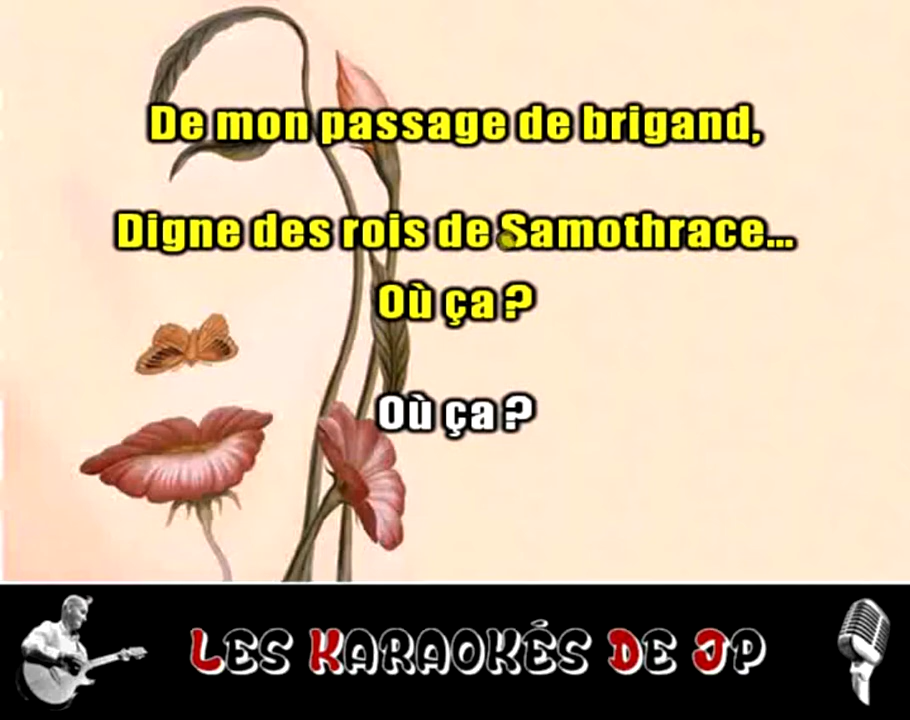 De mon passage de brigand,
Digne des rois de Samothrace...
Où ça ?
Où ça ?
LES KARAOKÉS DE JP